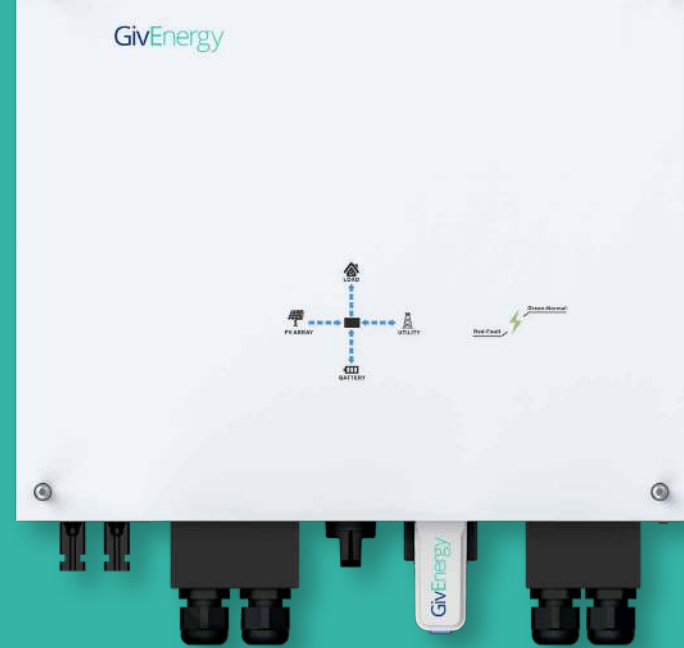 GivEnergy
LOAD
PV ARRAY
UTILITY
BATTERY
Green-Normal
Red-Fault
GivEnergy